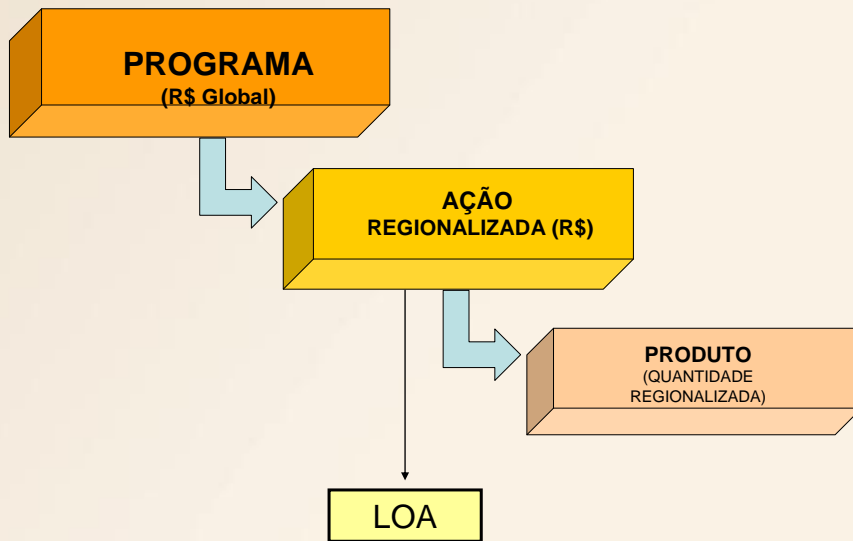 PROGRAMA
(R$ Global)
AÇÃO
REGIONALIZADA (R$)
PRODUTO
(QUANTIDADE
REGIONALIZADA)
LOA